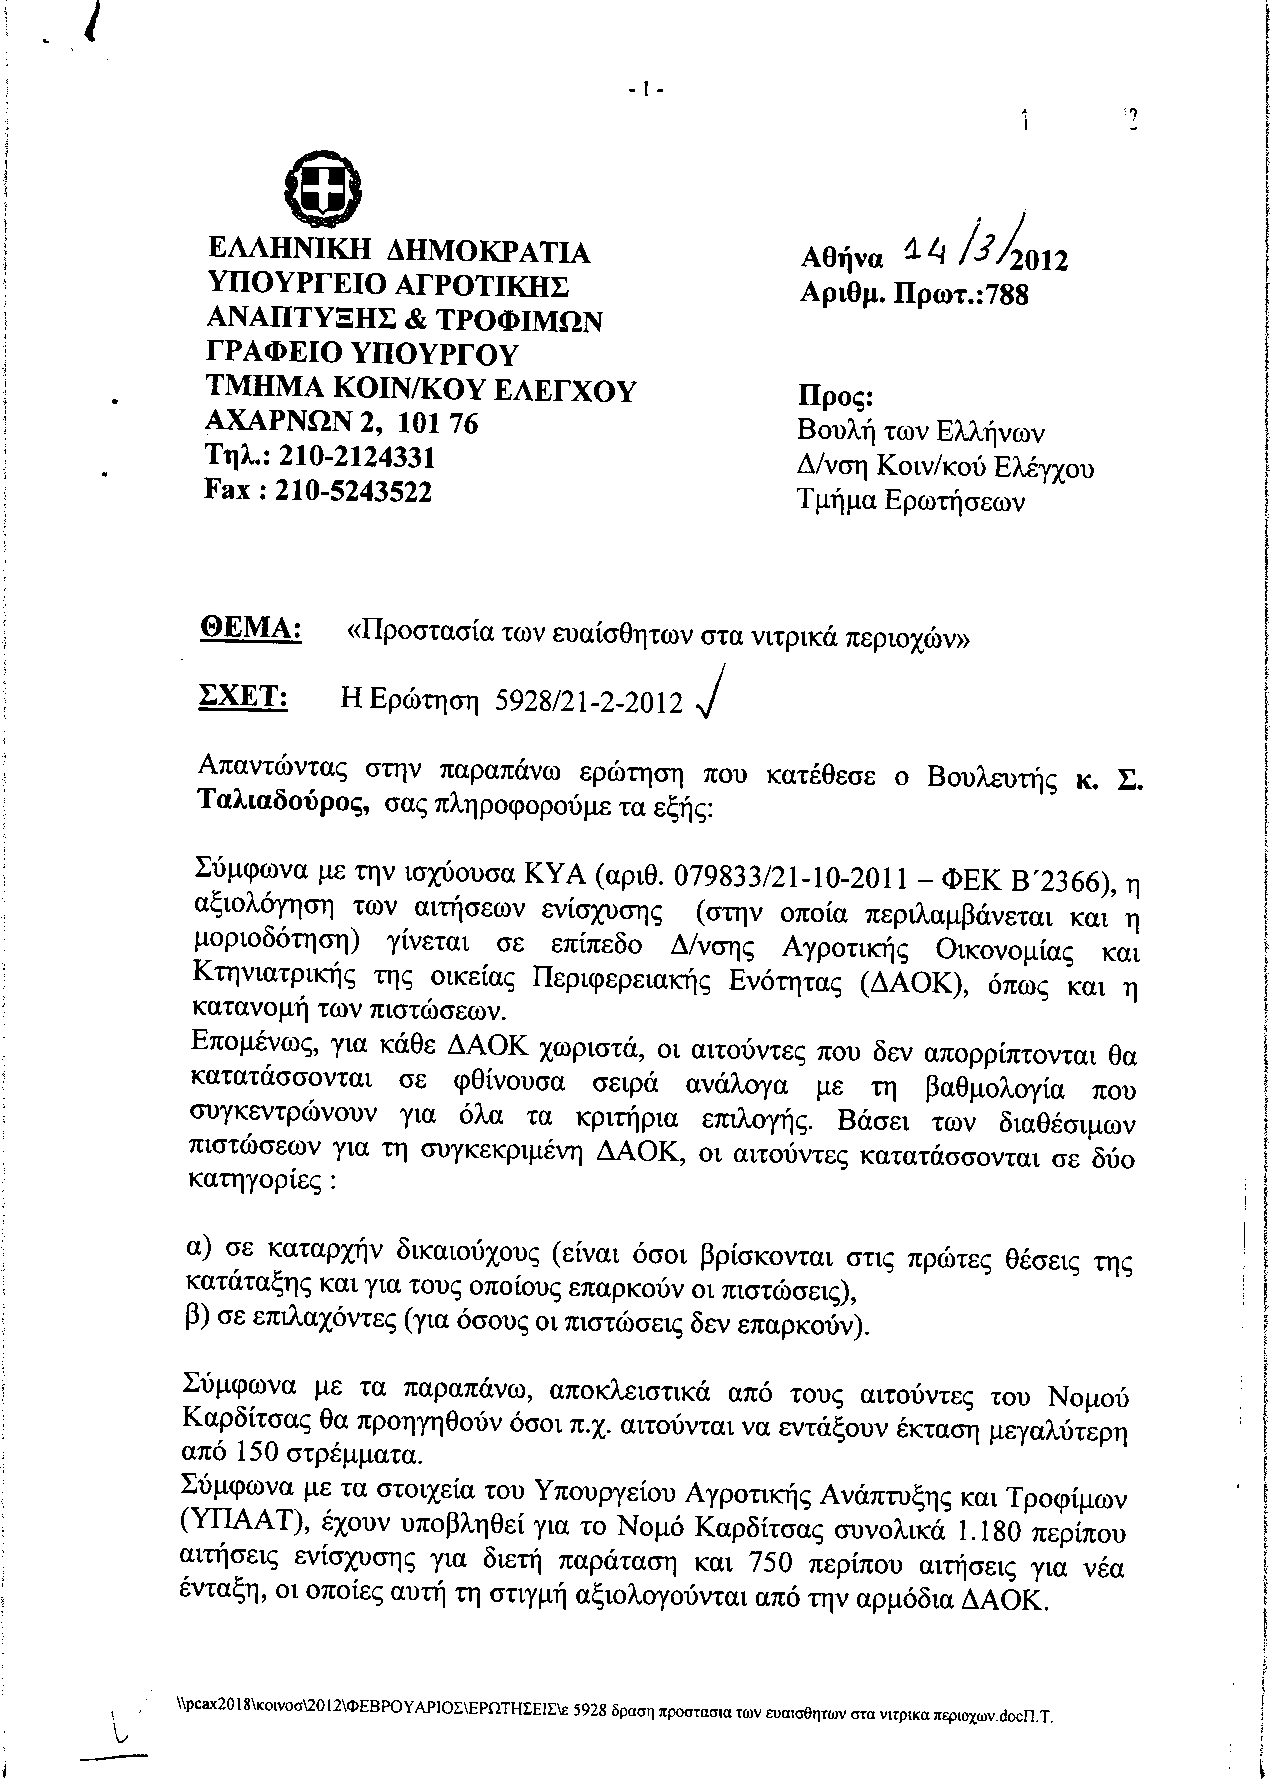 - 1 -
ΕΛΛΗΝΙΚΗ ΔΗΜΟΚΡΑΤΙΑ
ΥΠΟΥΡΓΕΙΟ ΑΓΡΟΤΙΚΗΣ
ΑΝΑΠΤΥΞΗΣ & ΤΡΟΦΙΜΩΝ
ΓΡΑΦΕΙΟ ΥΠΟΥΡΓΟΥ
ΤΜΗΜΑ ΚΟΙΝ/ΚΟΥ ΕΛΕΓΧΟΥ
ΑΧΑΡΝΩΝ 2, 101 76
Τηλ.: 210-2124331
Fax : 210-5243522
Αθήνα 14/3/2012
Αριθμ. Πρωτ.:788
Προς:
Βουλή των Ελλήνων
Δ/νση Κοιν/κού Ελέγχου
Τμήμα Ερωτήσεων
ΘΕΜΑ: «Προστασία των ευαίσθητων στα νιτρικά περιοχών»
ΣΧΕΤ: Η Ερώτηση 5928/21-2-2012 √
Απαντώντας στην παραπάνω ερώτηση που κατέθεσε ο Βουλευτής κ. Σ.
Ταλιαδούρος, σας πληροφορούμε τα εξής:
Σύμφωνα με την ισχύουσα ΚΥΑ (αριθ. 079833/21-10-2011 – ΦΕΚ Β΄2366), η
αξιολόγηση των αιτήσεων ενίσχυσης (στην οποία περιλαμβάνεται και η
μοριοδότηση) γίνεται σε επίπεδο Δ/νσης Αγροτικής Οικονομίας και
Κτηνιατρικής της οικείας Περιφερειακής Ενότητας (ΔΑΟΚ), όπως και η
κατανομή των πιστώσεων.
Επομένως, για κάθε ΔΑΟΚ χωριστά, οι αιτούντες που δεν απορρίπτονται θα
κατατάσσονται σε φθίνουσα σειρά ανάλογα με τη βαθμολογία που
συγκεντρώνουν για όλα τα κριτήρια επιλογής. Βάσει των διαθέσιμων
πιστώσεων για τη συγκεκριμένη ΔΑΟΚ, οι αιτούντες κατατάσσονται σε δύο
κατηγορίες :
α) σε καταρχήν δικαιούχους (είναι όσοι βρίσκονται στις πρώτες θέσεις της
κατάταξης και για τους οποίους επαρκούν οι πιστώσεις),
β) σε επιλαχόντες (για όσους οι πιστώσεις δεν επαρκούν).
Σύμφωνα με τα παραπάνω, αποκλειστικά από τους αιτούντες του Νομού
Καρδίτσας θα προηγηθούν όσοι π.χ. αιτούνται να εντάξουν έκταση μεγαλύτερη
από 150 στρέμματα.
Σύμφωνα με τα στοιχεία του Υπουργείου Αγροτικής Ανάπτυξης και Τροφίμων
(ΥΠΑΑΤ), έχουν υποβληθεί για το Νομό Καρδίτσας συνολικά 1.180 περίπου
αιτήσεις ενίσχυσης για διετή παράταση και 750 περίπου αιτήσεις για νέα
ένταξη, οι οποίες αυτή τη στιγμή αξιολογούνται από την αρμόδια ΔΑΟΚ.
\\pcax2018\κοινοσ\2012\ΦΕΒΡΟΥΑΡΙΟΣ\ΕΡΩΤΗΣΕΙΣ\ε 5928 δραση προστασια των ευαισθητων στα νιτρικα περιοχων.docΠ.Τ.